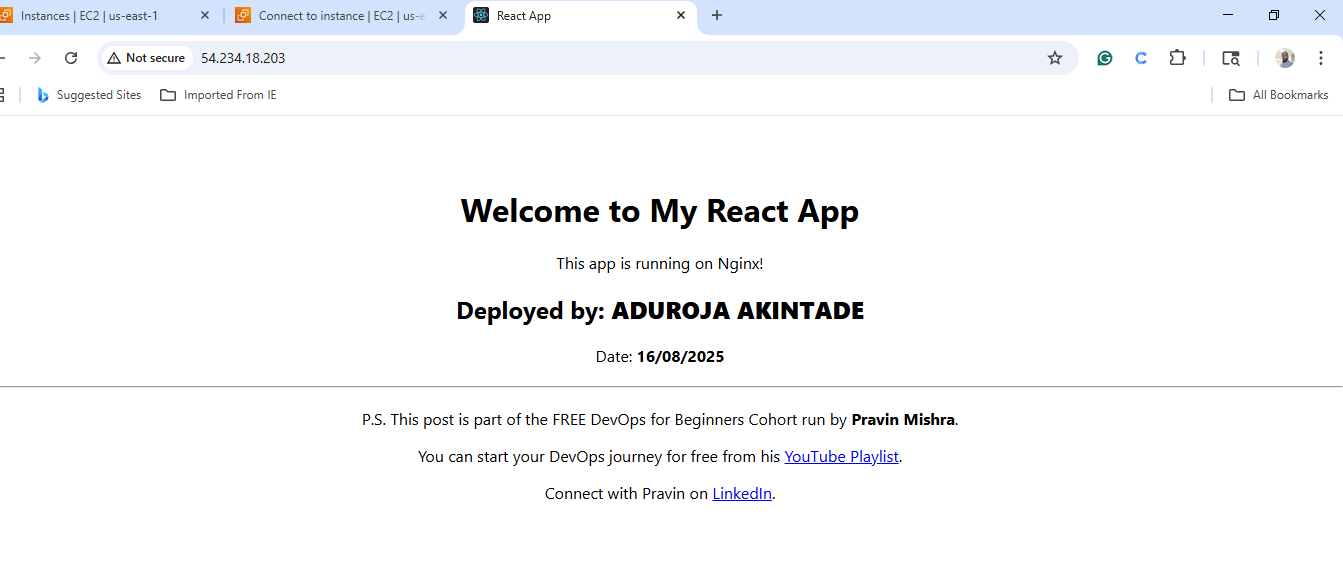 Instances | EC2 | us-east-1
Connect to instance | EC2 | us-e
React App
Not secure
54.234.18.203
Suggested Sites
Imported From IE
All Bookmarks
Welcome to My React App
This app is running on Nginx!
Deployed by: ADUROJA AKINTADE
Date: 16/08/2025
P.S. This post is part of the FREE DevOps for Beginners Cohort run by Pravin Mishra.
You can start your DevOps journey for free from his YouTube Playlist.
Connect with Pravin on LinkedIn.